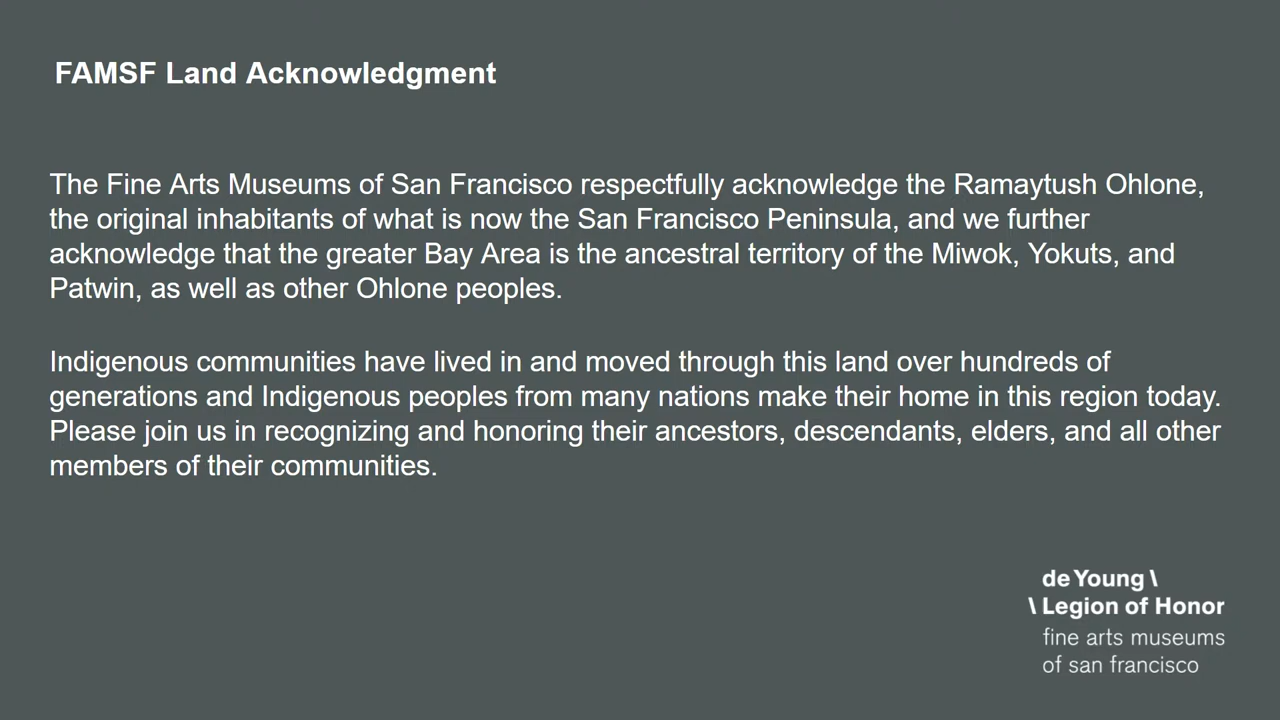 FAMSF Land Acknowledgment
The Fine Arts Museums of San Francisco respectfully acknowledge the Ramaytush Ohlone,
the original inhabitants of what is now the San Francisco Peninsula, and we further
acknowledge that the greater Bay Area is the ancestral territory of the Miwok, Yokuts, and
Patwin, as well as other Ohlone peoples.
Indigenous communities have lived in and moved through this land over hundreds of
generations and Indigenous peoples from many nations make their home in this region today.
Please join us in recognizing and honoring their ancestors, descendants, elders, and all other
members of their communities.
de Young \
\ Legion of Honor
fine arts museums
of san francisco